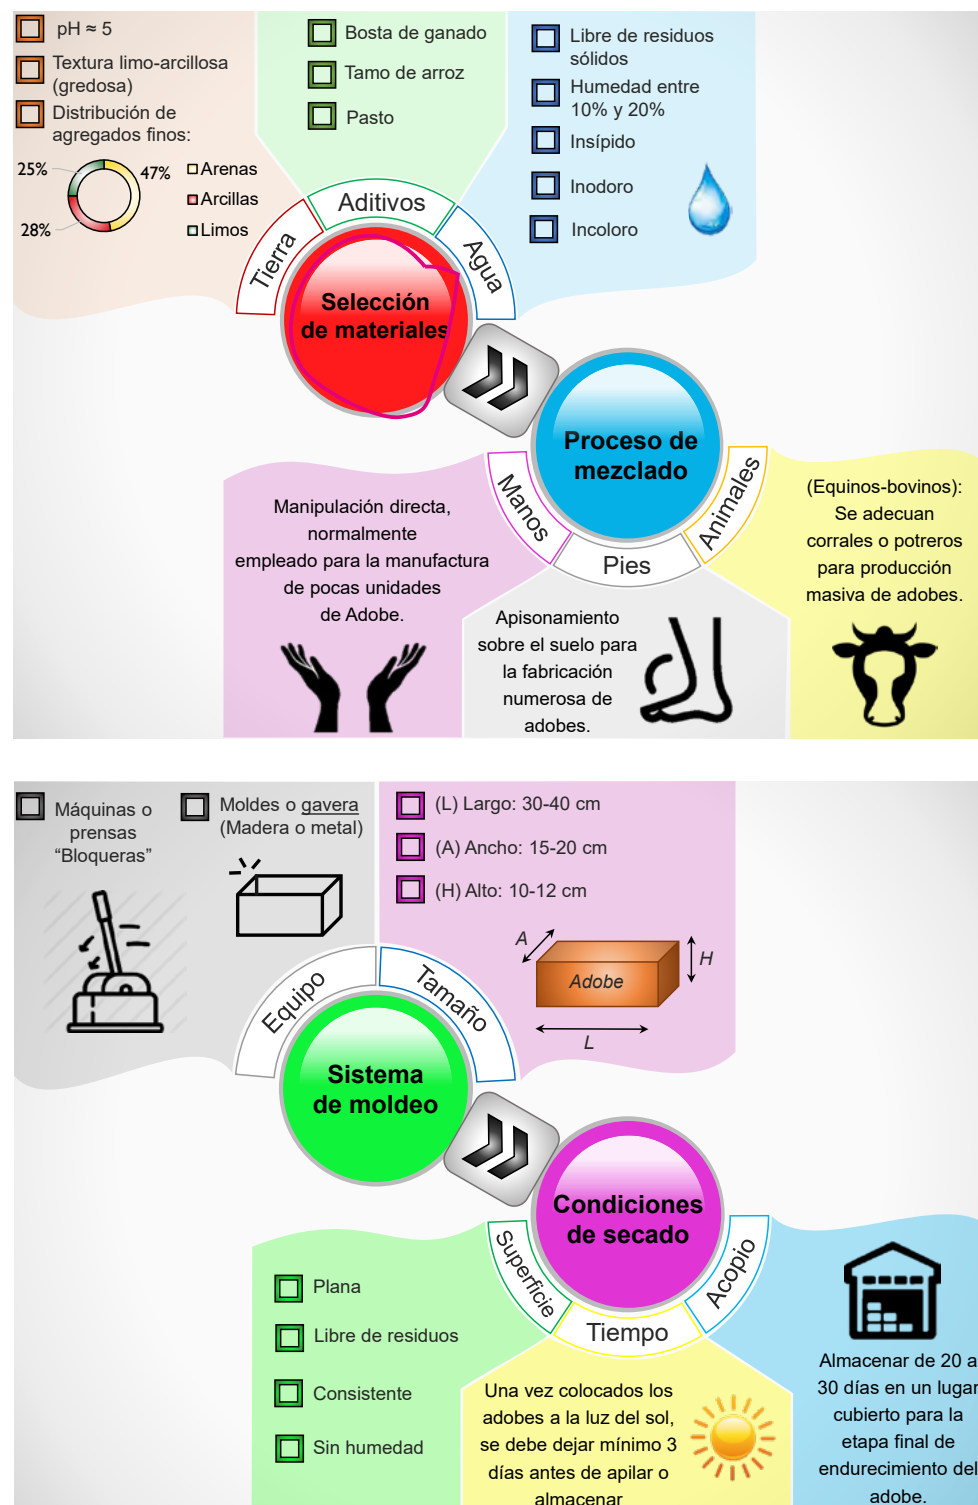 pH ≈ 5
Textura limo-arcillosa
(gredosa)
Distribución de
agregados finos:
25%
47%
28%
Arenas
Arcillas
Limos
Bosta de ganado
Tamo de arroz
Pasto
Libre de residuos
sólidos
Humedad entre
10% y 20%
Insípido
Inodoro
Incoloro
Tierra
Aditivos
Agua
Selección
de materiales
Proceso de
mezclado
Manos
Pies
Animales
Manipulación directa,
normalmente
empleado para la manufactura
de pocas unidades
de Adobe.
Apisonamiento
sobre el suelo para
la fabricación
numerosa de
adobes.
(Equinos-bovinos):
Se adecuan
corrales o potreros
para producción
masiva de adobes.
Máquinas o
prensas
“Bloqueras”
Moldes o gavera
(Madera o metal)
(L) Largo: 30-40 cm
(A) Ancho: 15-20 cm
(H) Alto: 10-12 cm
A
H
Adobe
L
Equipo
Tamaño
Sistema
de moldeo
Condiciones
de secado
Superficie
Tiempo
Acopio
Plana
Libre de residuos
Consistente
Sin humedad
Una vez colocados los
adobes a la luz del sol,
se debe dejar mínimo 3
días antes de apilar o
almacenar
Almacenar de 20 a
30 días en un lugar
cubierto para la
etapa final de
endurecimiento del
adobe.